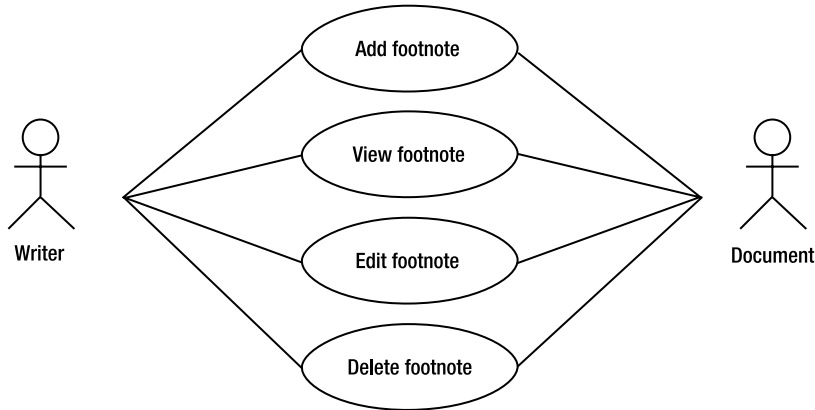 Add footnote
View footnote
Writer
Document
Edit footnote
Delete footnote